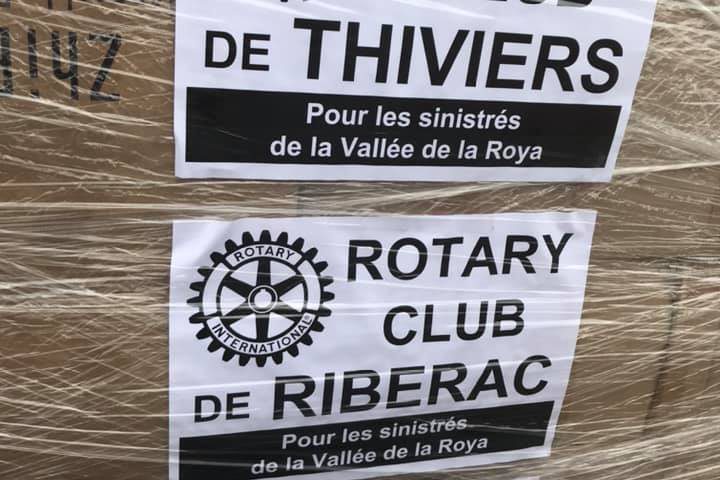 DE THIVIERS
Pour les sinistrés
de la Vallée de la Roya
ROTARY
INTERNATIONAL
ROTARY
CLUB
DE RIBERAC
Pour les sinistrés
de la Vallée de la Roya